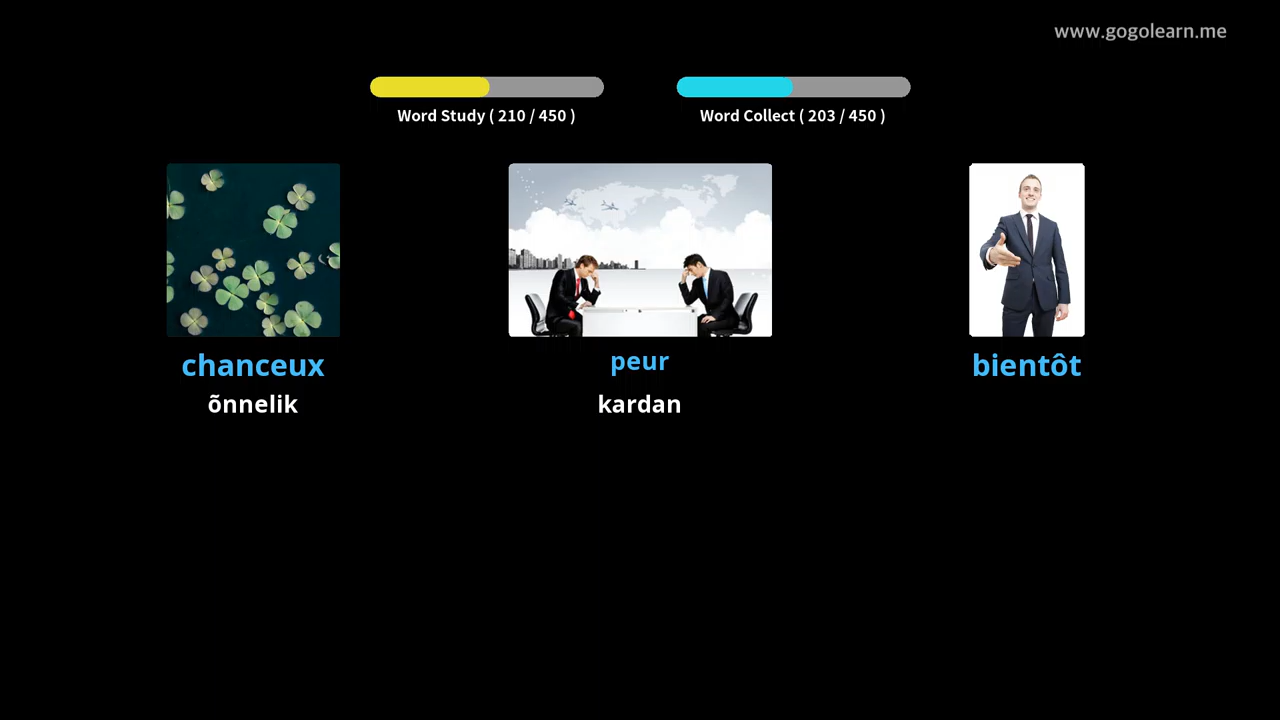 www.gogolearn.me
Word Study ( 210 / 450 )
Word Collect ( 203 / 450 )
chanceux
peur
bientôt
õnnelik
kardan